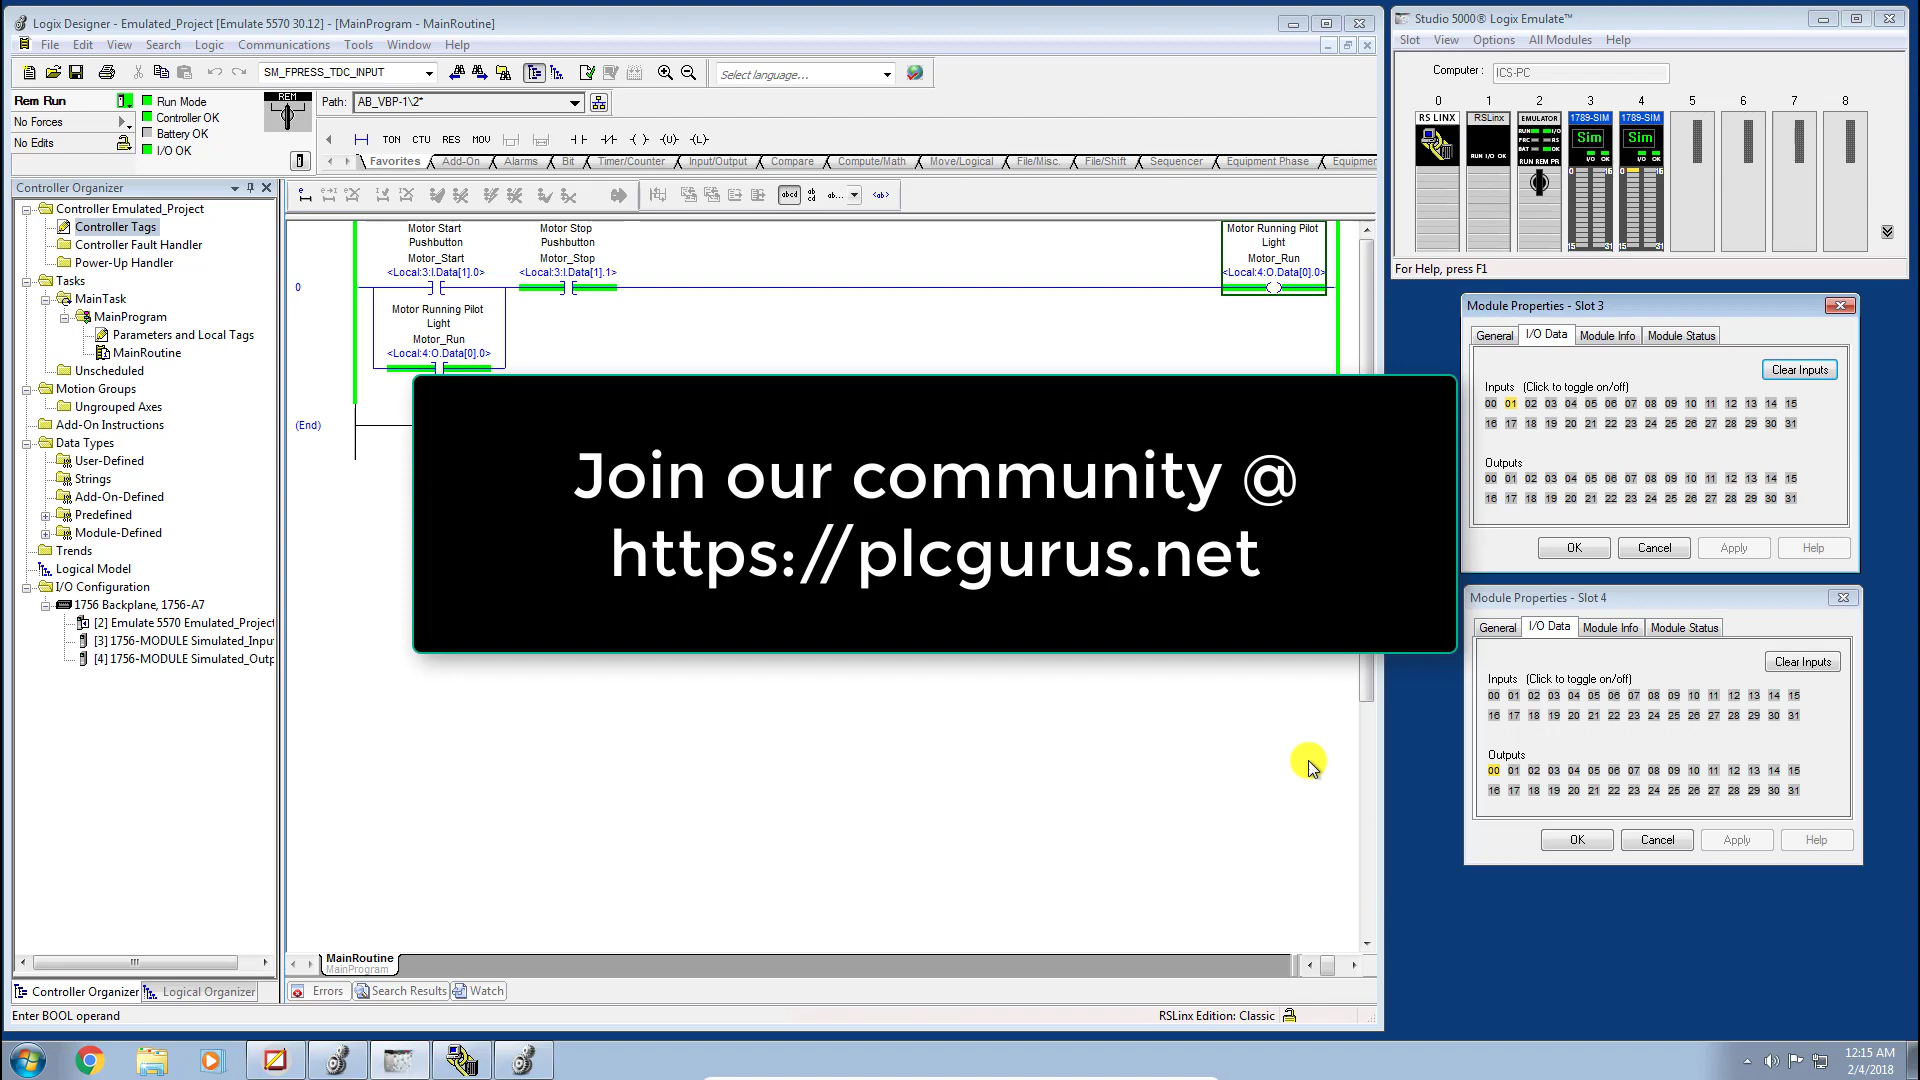 Logix Designer - Emulated_Project [Emulate 5570 30.12] - [MainProgram - MainRoutine]
File Edit View Search Logic Communications Tools Window Help
SM_FPRESS_TDC_INPUT
Select language...
Rem Run
No Forces
No Edits
Run Mode
Controller OK
Battery OK
I/O OK
REM
Path: AB_VBP-1\2*
TON CTU RES MOV
Favorites Add-On Alarms Bit Timer/Counter Input/Output Compare Compute/Math Move/Logical File/Misc. File/Shift Sequencer Equipment Phase Equipmen
Controller Organizer
Controller Emulated_Project
Controller Tags
Controller Fault Handler
Power-Up Handler
Tasks
MainTask
MainProgram
Parameters and Local Tags
MainRoutine
Unscheduled
Motion Groups
Ungrouped Axes
Add-On Instructions
Data Types
User-Defined
Strings
Add-On-Defined
Predefined
Module-Defined
Trends
Logical Model
I/O Configuration
1756 Backplane, 1756-A7
[2] Emulate 5570 Emulated_Project
[3] 1756-MODULE Simulated_Inpu
[4] 1756-MODULE Simulated_Outp
Controller Organizer Logical Organizer
Enter BOOL operand
Motor Start
Pushbutton
Motor_Start
<Local:3:I.Data[1].0>
Motor Stop
Pushbutton
Motor_Stop
<Local:3:I.Data[1].1>
Motor Running Pilot
Light
Motor_Run
<Local:4:O.Data[0].0>
0
Motor Running Pilot
Light
Motor_Run
<Local:4:O.Data[0].0>
(End)
Join our community @
https://plcgurus.net
MainRoutine
MainProgram
Errors Search Results Watch
RSLinx Edition: Classic
Studio 5000® Logix Emulate™
Slot View Options All Modules Help
Computer : ICS-PC
0 1 2 3 4 5 6 7 8
RS LINX RSLinx EMULATOR 1789-SIM 1789-SIM
Sim Sim
RUN REM PR
For Help, press F1
Module Properties - Slot 3
General I/O Data Module Info Module Status
Clear Inputs
Inputs (Click to toggle on/off)
00 01 02 03 04 05 06 07 08 09 10 11 12 13 14 15
16 17 18 19 20 21 22 23 24 25 26 27 28 29 30 31
Outputs
00 01 02 03 04 05 06 07 08 09 10 11 12 13 14 15
16 17 18 19 20 21 22 23 24 25 26 27 28 29 30 31
OK Cancel Apply Help
Module Properties - Slot 4
General I/O Data Module Info Module Status
Clear Inputs
Inputs (Click to toggle on/off)
00 01 02 03 04 05 06 07 08 09 10 11 12 13 14 15
16 17 18 19 20 21 22 23 24 25 26 27 28 29 30 31
Outputs
00 01 02 03 04 05 06 07 08 09 10 11 12 13 14 15
16 17 18 19 20 21 22 23 24 25 26 27 28 29 30 31
OK Cancel Apply Help
12:15 AM
2/4/2018